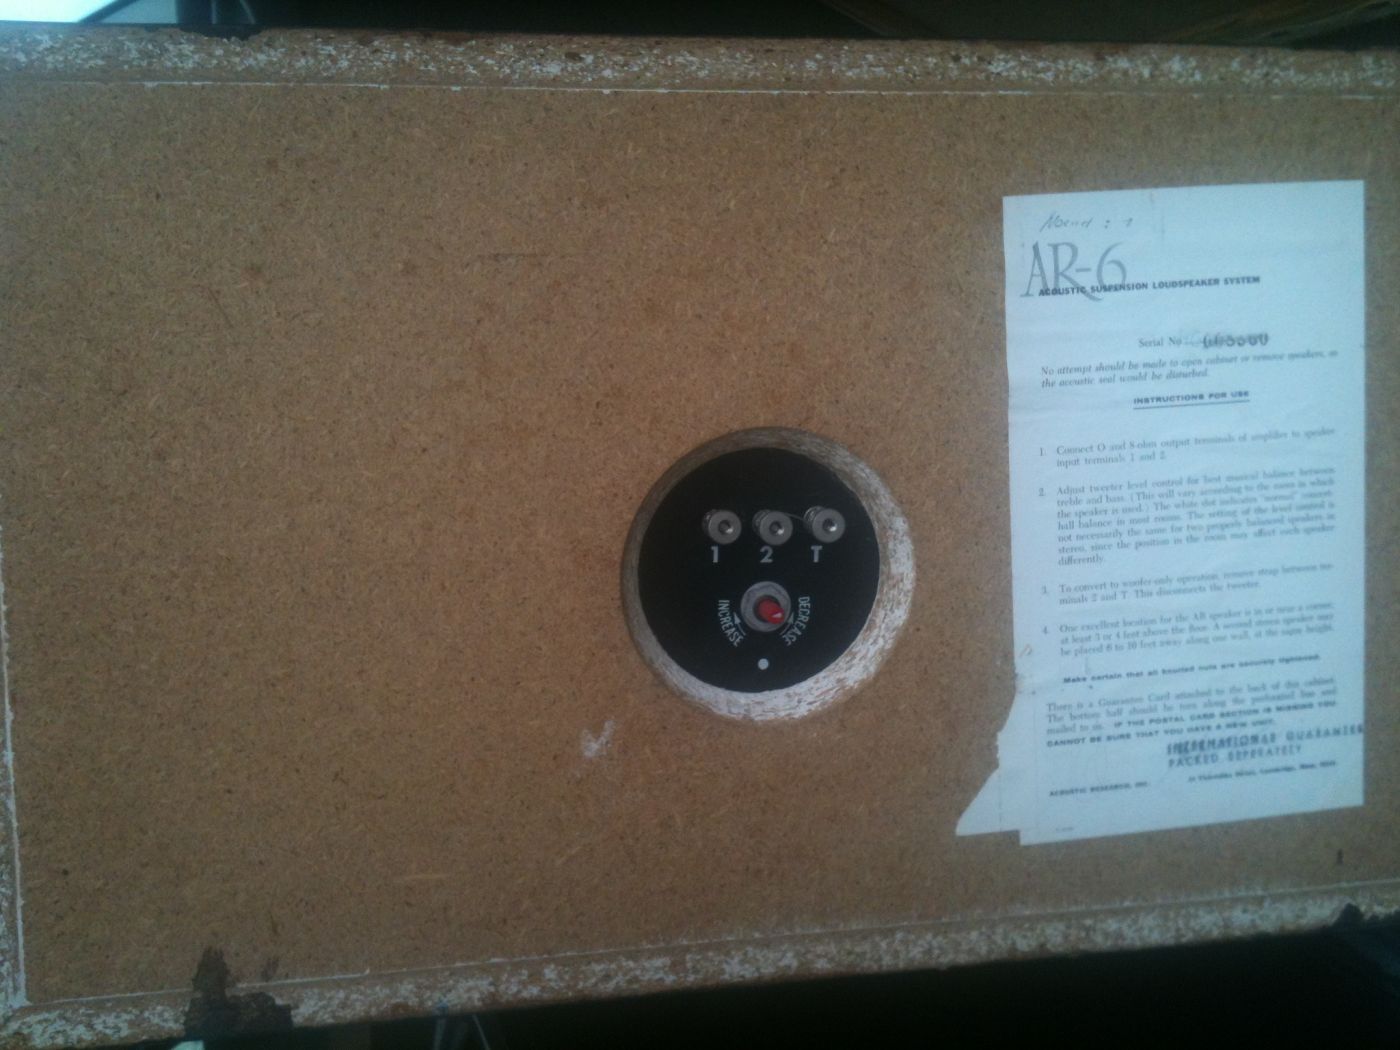 1 2 T
INCREASE
DECREASE
AR-6
ACOUSTIC SUSPENSION LOUDSPEAKER SYSTEM
Serial No
No attempt should be made to open cabinet or remove speakers, as
the acoustic seal would be disturbed.
INSTRUCTIONS FOR USE
1. Connect O and 8-ohm output terminals of amplifier to speaker
input terminals 1 and 2.
2. Adjust tweeter level control for best musical balance between
treble and bass. (This will vary according to the room in which
the speaker is used.) The white dot indicates "normal" concert-
hall balance in most rooms. The setting of the level control is
not necessarily the same for two properly balanced speakers in
stereo, since the position in the room may affect each speaker
differently.
3. To convert to woofer-only operation, remove strap between ter-
minals 2 and T. This disconnects the tweeter.
4. One excellent location for the AR speaker is in or near a corner,
at least 3 or 4 feet above the floor. A second stereo speaker may
be placed 6 to 10 feet away along one wall, at the same height.
Make certain that all knurled nuts are securely tightened.
There is a Guarantee Card attached to the back of this cabinet.
The bottom half should be torn along the perforated line and
mailed to us. IF THE POSTAL CARD SECTION IS MISSING YOU
CANNOT BE SURE THAT YOU HAVE A NEW UNIT.
INTERNATIONAL GUARANTEE
PACKED SEPERATELY
ACOUSTIC RESEARCH, INC. Thorndike Street, Cambridge, Mass.